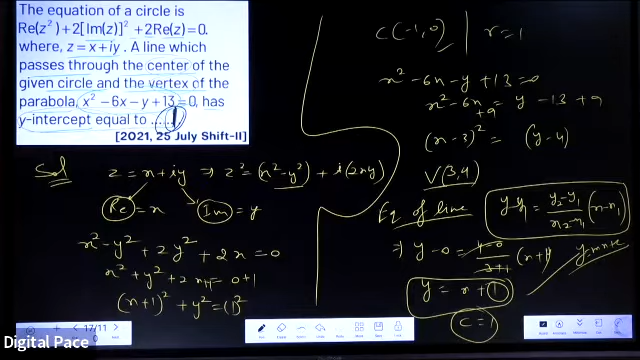 The equation of a circle is
Re(z²)+2[Im(z)]² +2Re(z)=0.
where, z=x+iy. A line which
passes through the center of the
given circle and the vertex of the
parabola, x²−6x−y+13=0, has
y-intercept equal to ......1
[2021, 25 July Shift-II]
Sol z = x + iy ⇒ z² = (x²−y²) + i(2xy)
Re = x Im = y
x² − y² + 2y² + 2x = 0
x² + y² + 2x + 1 = 0 + 1
(x+1)² + y² = (1)²
C(−1,0) | r = 1
x² − 6x − y + 13 = 0
x² − 6x + 9 = y − 13 + 9
(x−3)² = (y−4)
V(3,4)
Eq of line
y−y₁ = y₂−y₁/x₂−x₁ (x−x₁)
⇒ y−0 = 4−0/3+1 (x+1)
y=mx+c
y = x + 1
c = 1
Digital Pace
17/11